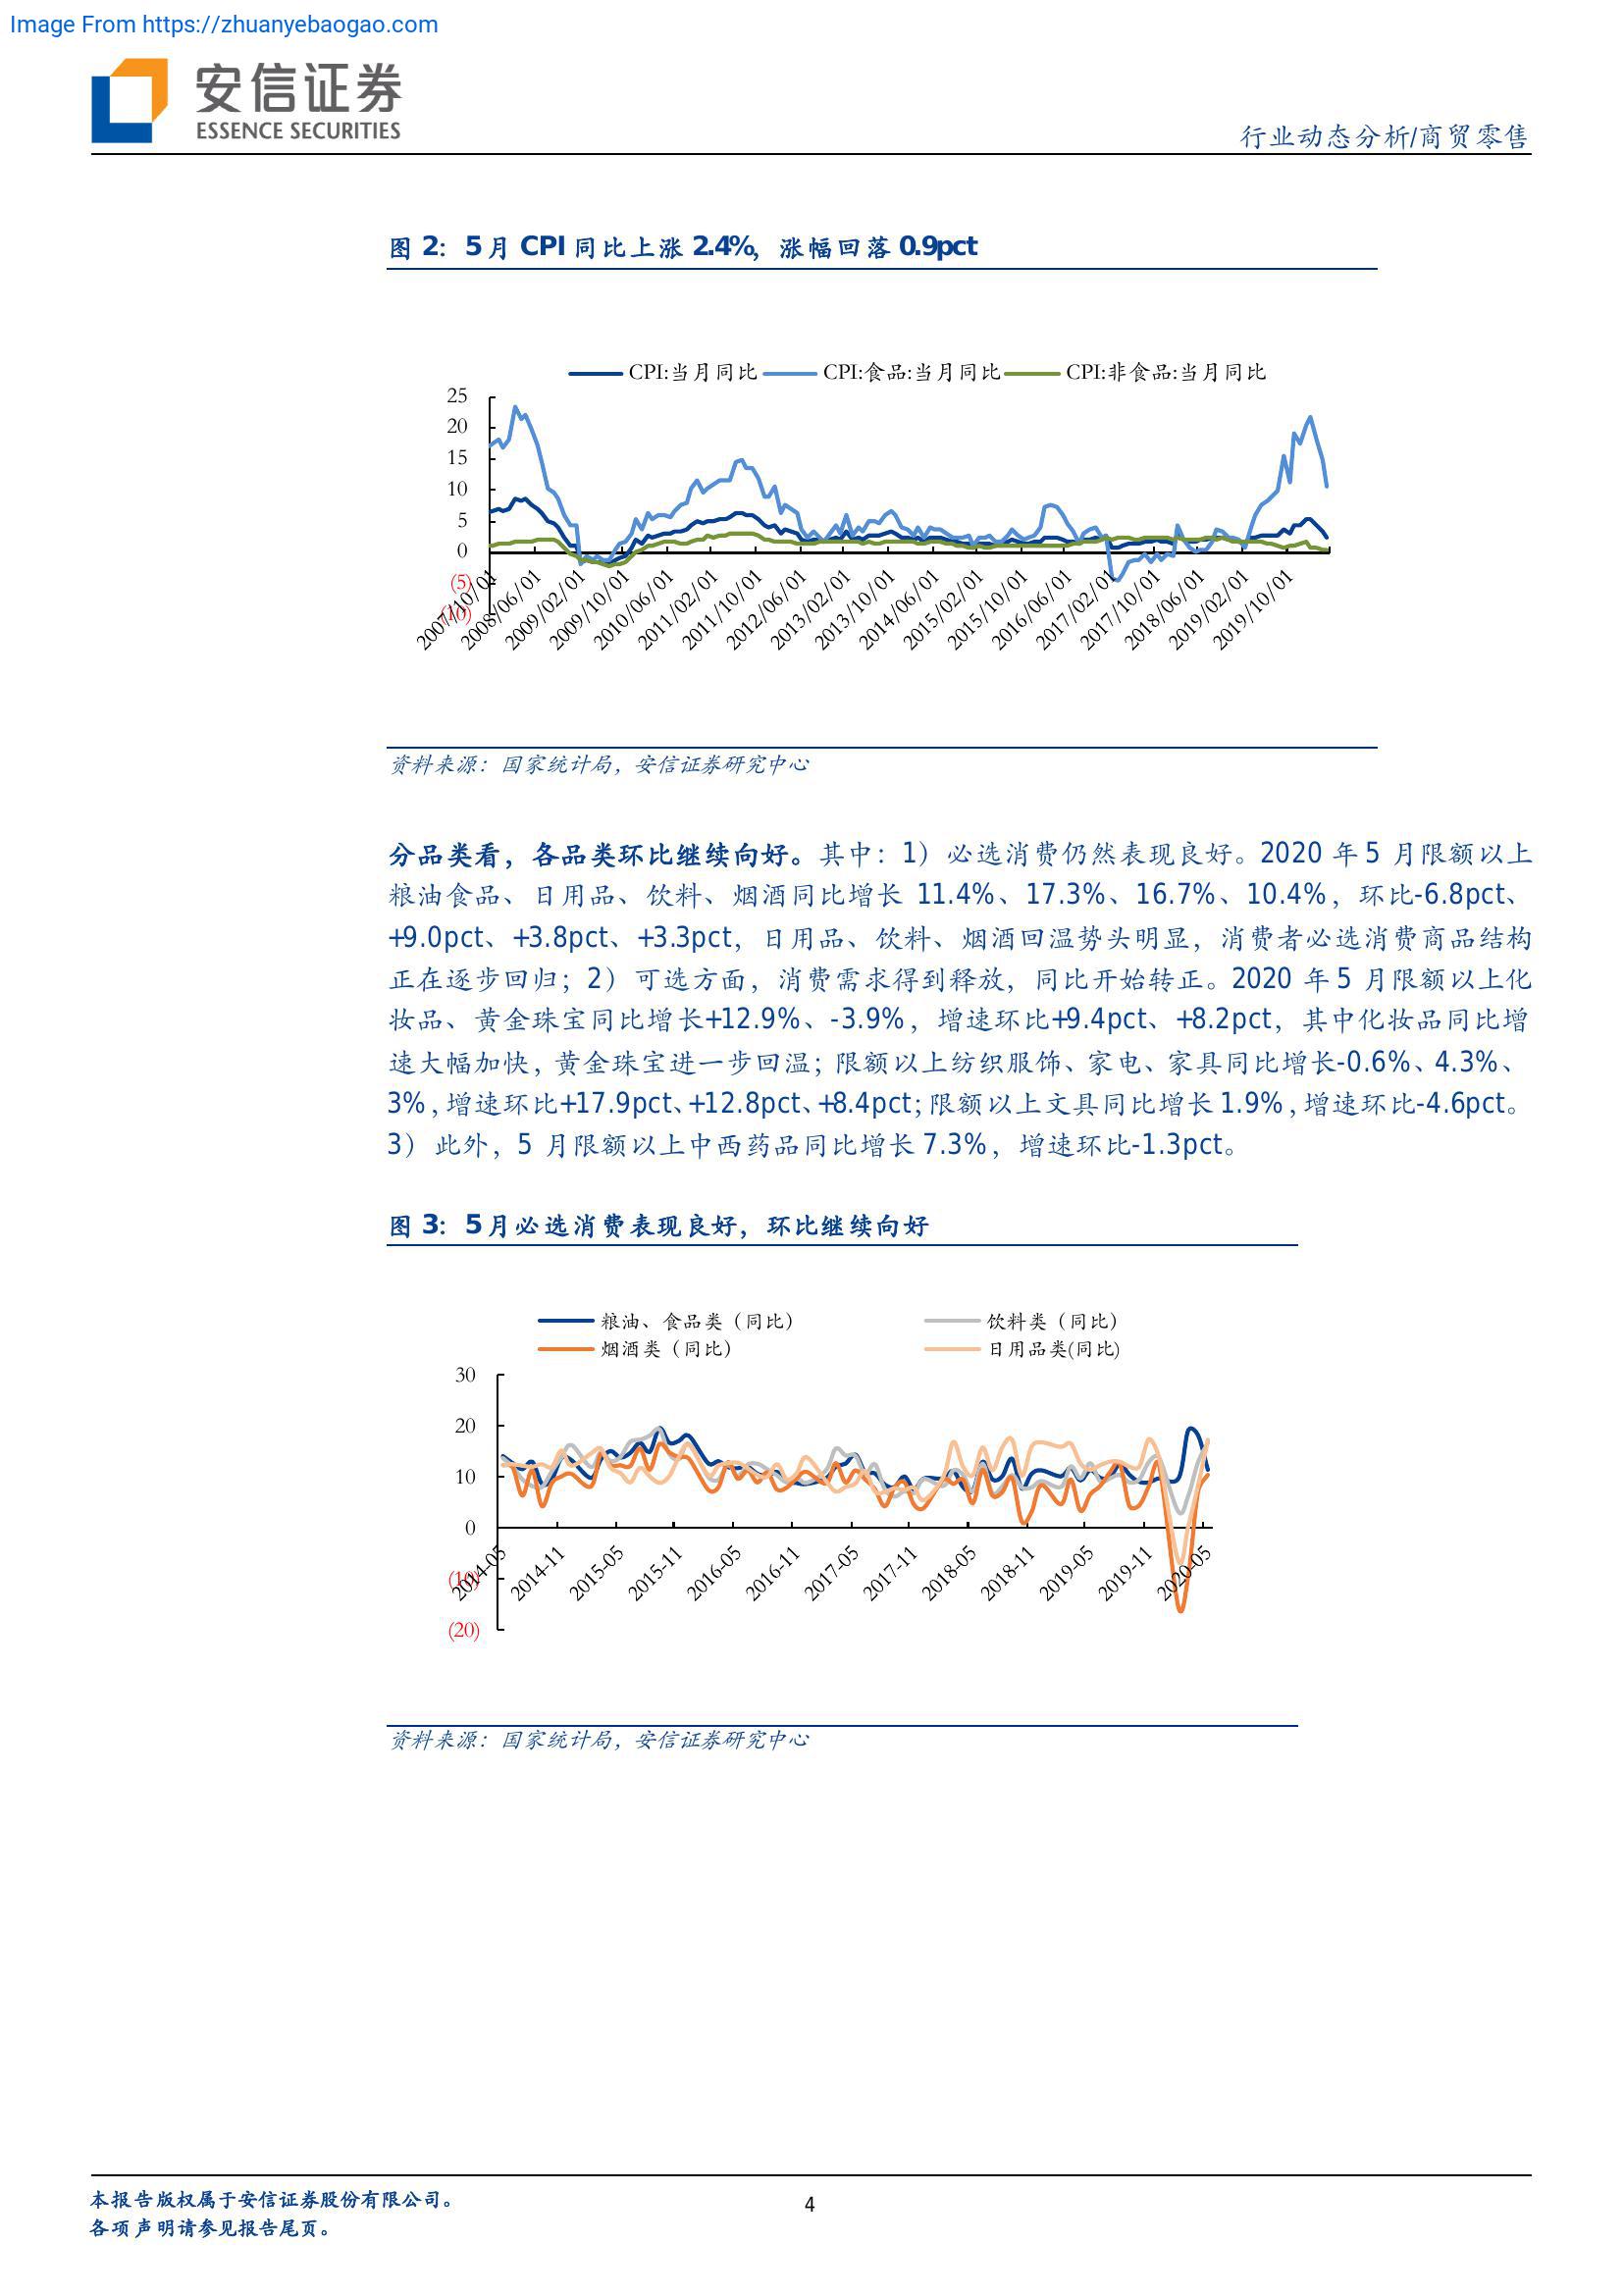 Image From https://zhuanyebaogao.com
安信证券
ESSENCE SECURITIES
行业动态分析/商贸零售
图 2：5 月 CPI 同比上涨 2.4%，涨幅回落 0.9pct
CPI:当月同比 CPI:食品:当月同比 CPI:非食品:当月同比
25
20
15
10
5
0
(5)
(10)
2007/10/01 2008/06/01 2009/02/01 2009/10/01 2010/06/01 2011/02/01 2011/10/01 2012/06/01 2013/02/01 2013/10/01 2014/06/01 2015/02/01 2015/10/01 2016/06/01 2017/02/01 2017/10/01 2018/06/01 2019/02/01 2019/10/01
资料来源：国家统计局，安信证券研究中心
分品类看，各品类环比继续向好。其中：1）必选消费仍然表现良好。2020 年 5 月限额以上
粮油食品、日用品、饮料、烟酒同比增长 11.4%、17.3%、16.7%、10.4%，环比-6.8pct、
+9.0pct、+3.8pct、+3.3pct，日用品、饮料、烟酒回温势头明显，消费者必选消费商品结构
正在逐步回归；2）可选方面，消费需求得到释放，同比开始转正。2020 年 5 月限额以上化
妆品、黄金珠宝同比增长+12.9%、-3.9%，增速环比+9.4pct、+8.2pct，其中化妆品同比增
速大幅加快，黄金珠宝进一步回温；限额以上纺织服饰、家电、家具同比增长-0.6%、4.3%、
3%，增速环比+17.9pct、+12.8pct、+8.4pct；限额以上文具同比增长 1.9%，增速环比-4.6pct。
3）此外，5 月限额以上中西药品同比增长 7.3%，增速环比-1.3pct。
图 3：5 月必选消费表现良好，环比继续向好
粮油、食品类（同比） 饮料类（同比）
烟酒类（同比） 日用品类(同比)
30
20
10
0
(10)
(20)
2014-05 2014-11 2015-05 2015-11 2016-05 2016-11 2017-05 2017-11 2018-05 2018-11 2019-05 2019-11 2020-05
资料来源：国家统计局，安信证券研究中心
本报告版权属于安信证券股份有限公司。
4
各项声明请参见报告尾页。